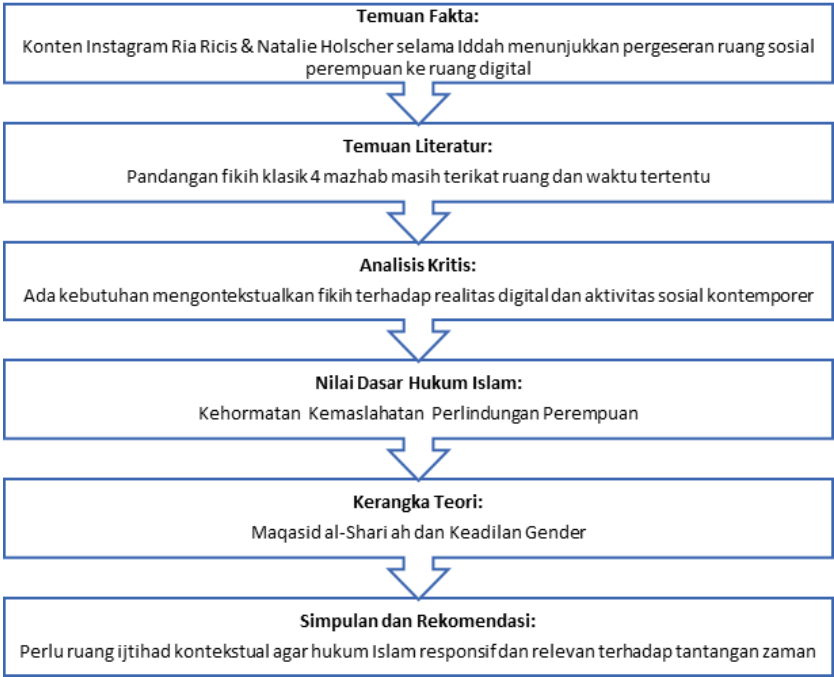 Temuan Fakta:
Konten Instagram Ria Ricis & Natalie Holscher selama Iddah menunjukkan pergeseran ruang sosial
perempuan ke ruang digital
Temuan Literatur:
Pandangan fikih klasik 4 mazhab masih terikat ruang dan waktu tertentu
Analisis Kritis:
Ada kebutuhan mengontekstualkan fikih terhadap realitas digital dan aktivitas sosial kontemporer
Nilai Dasar Hukum Islam:
Kehormatan Kemaslahatan Perlindungan Perempuan
Kerangka Teori:
Maqasid al-Shari ah dan Keadilan Gender
Simpulan dan Rekomendasi:
Perlu ruang ijtihad kontekstual agar hukum Islam responsif dan relevan terhadap tantangan zaman